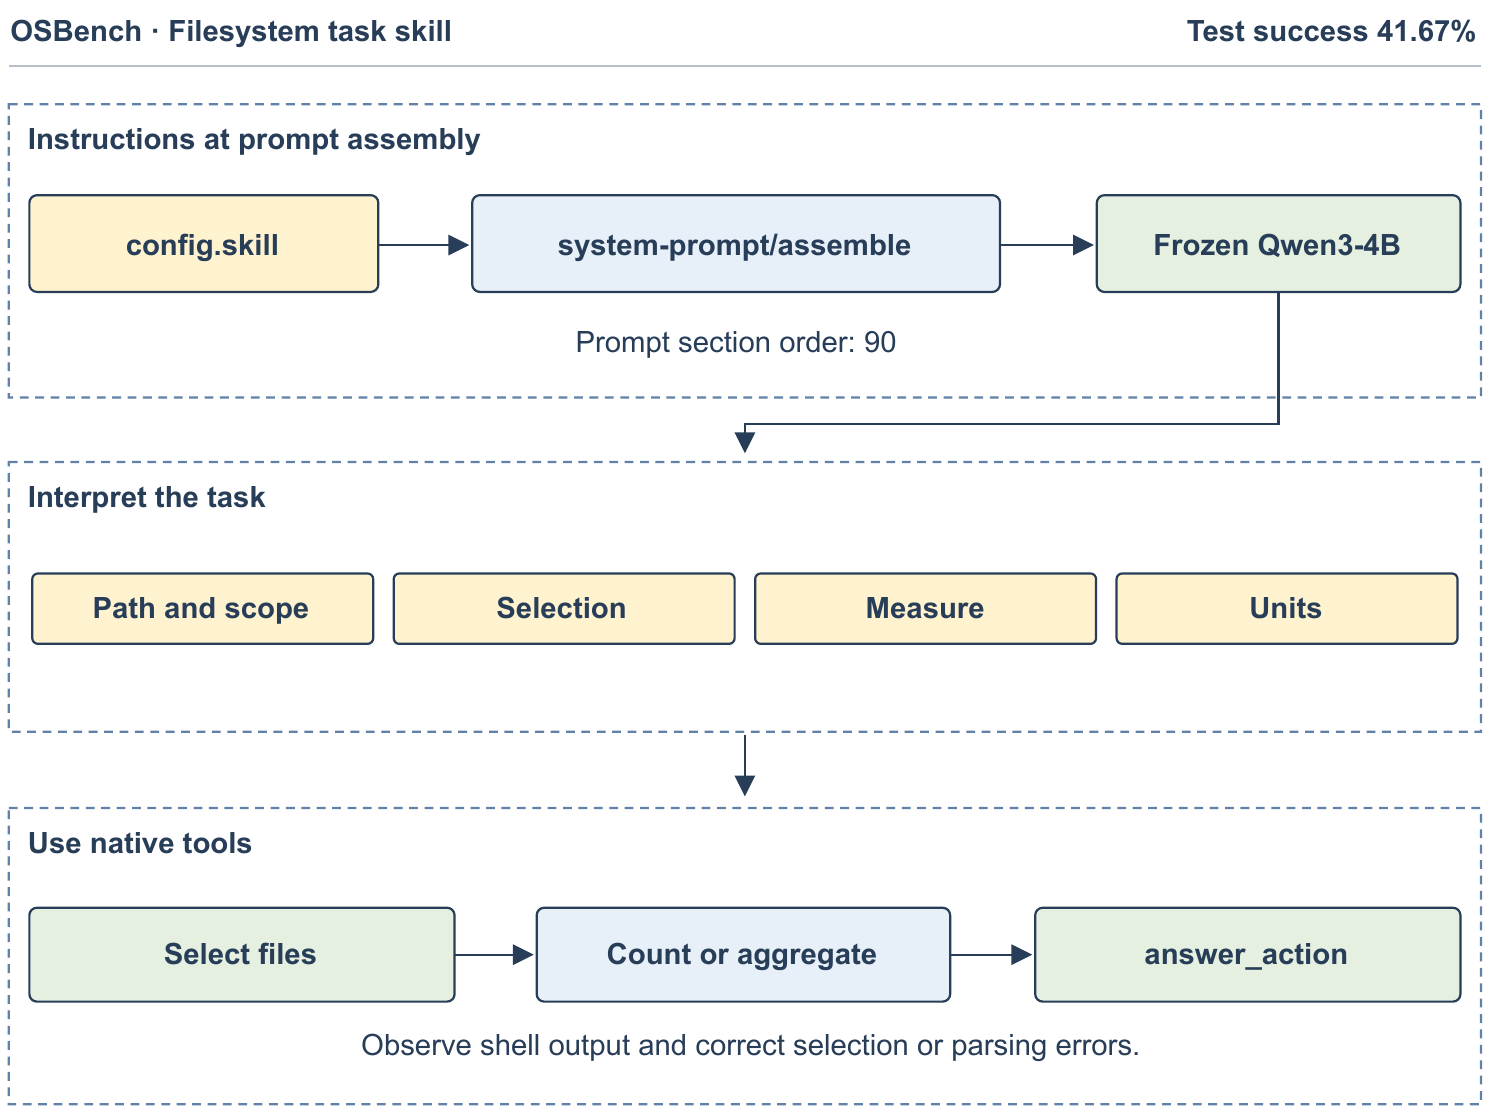 OSBench · Filesystem task skill
Test success 41.67%
Instructions at prompt assembly
config.skill
system-prompt/assemble
Frozen Qwen3-4B
Prompt section order: 90
Interpret the task
Path and scope
Selection
Measure
Units
Use native tools
Select files
Count or aggregate
answer_action
Observe shell output and correct selection or parsing errors.